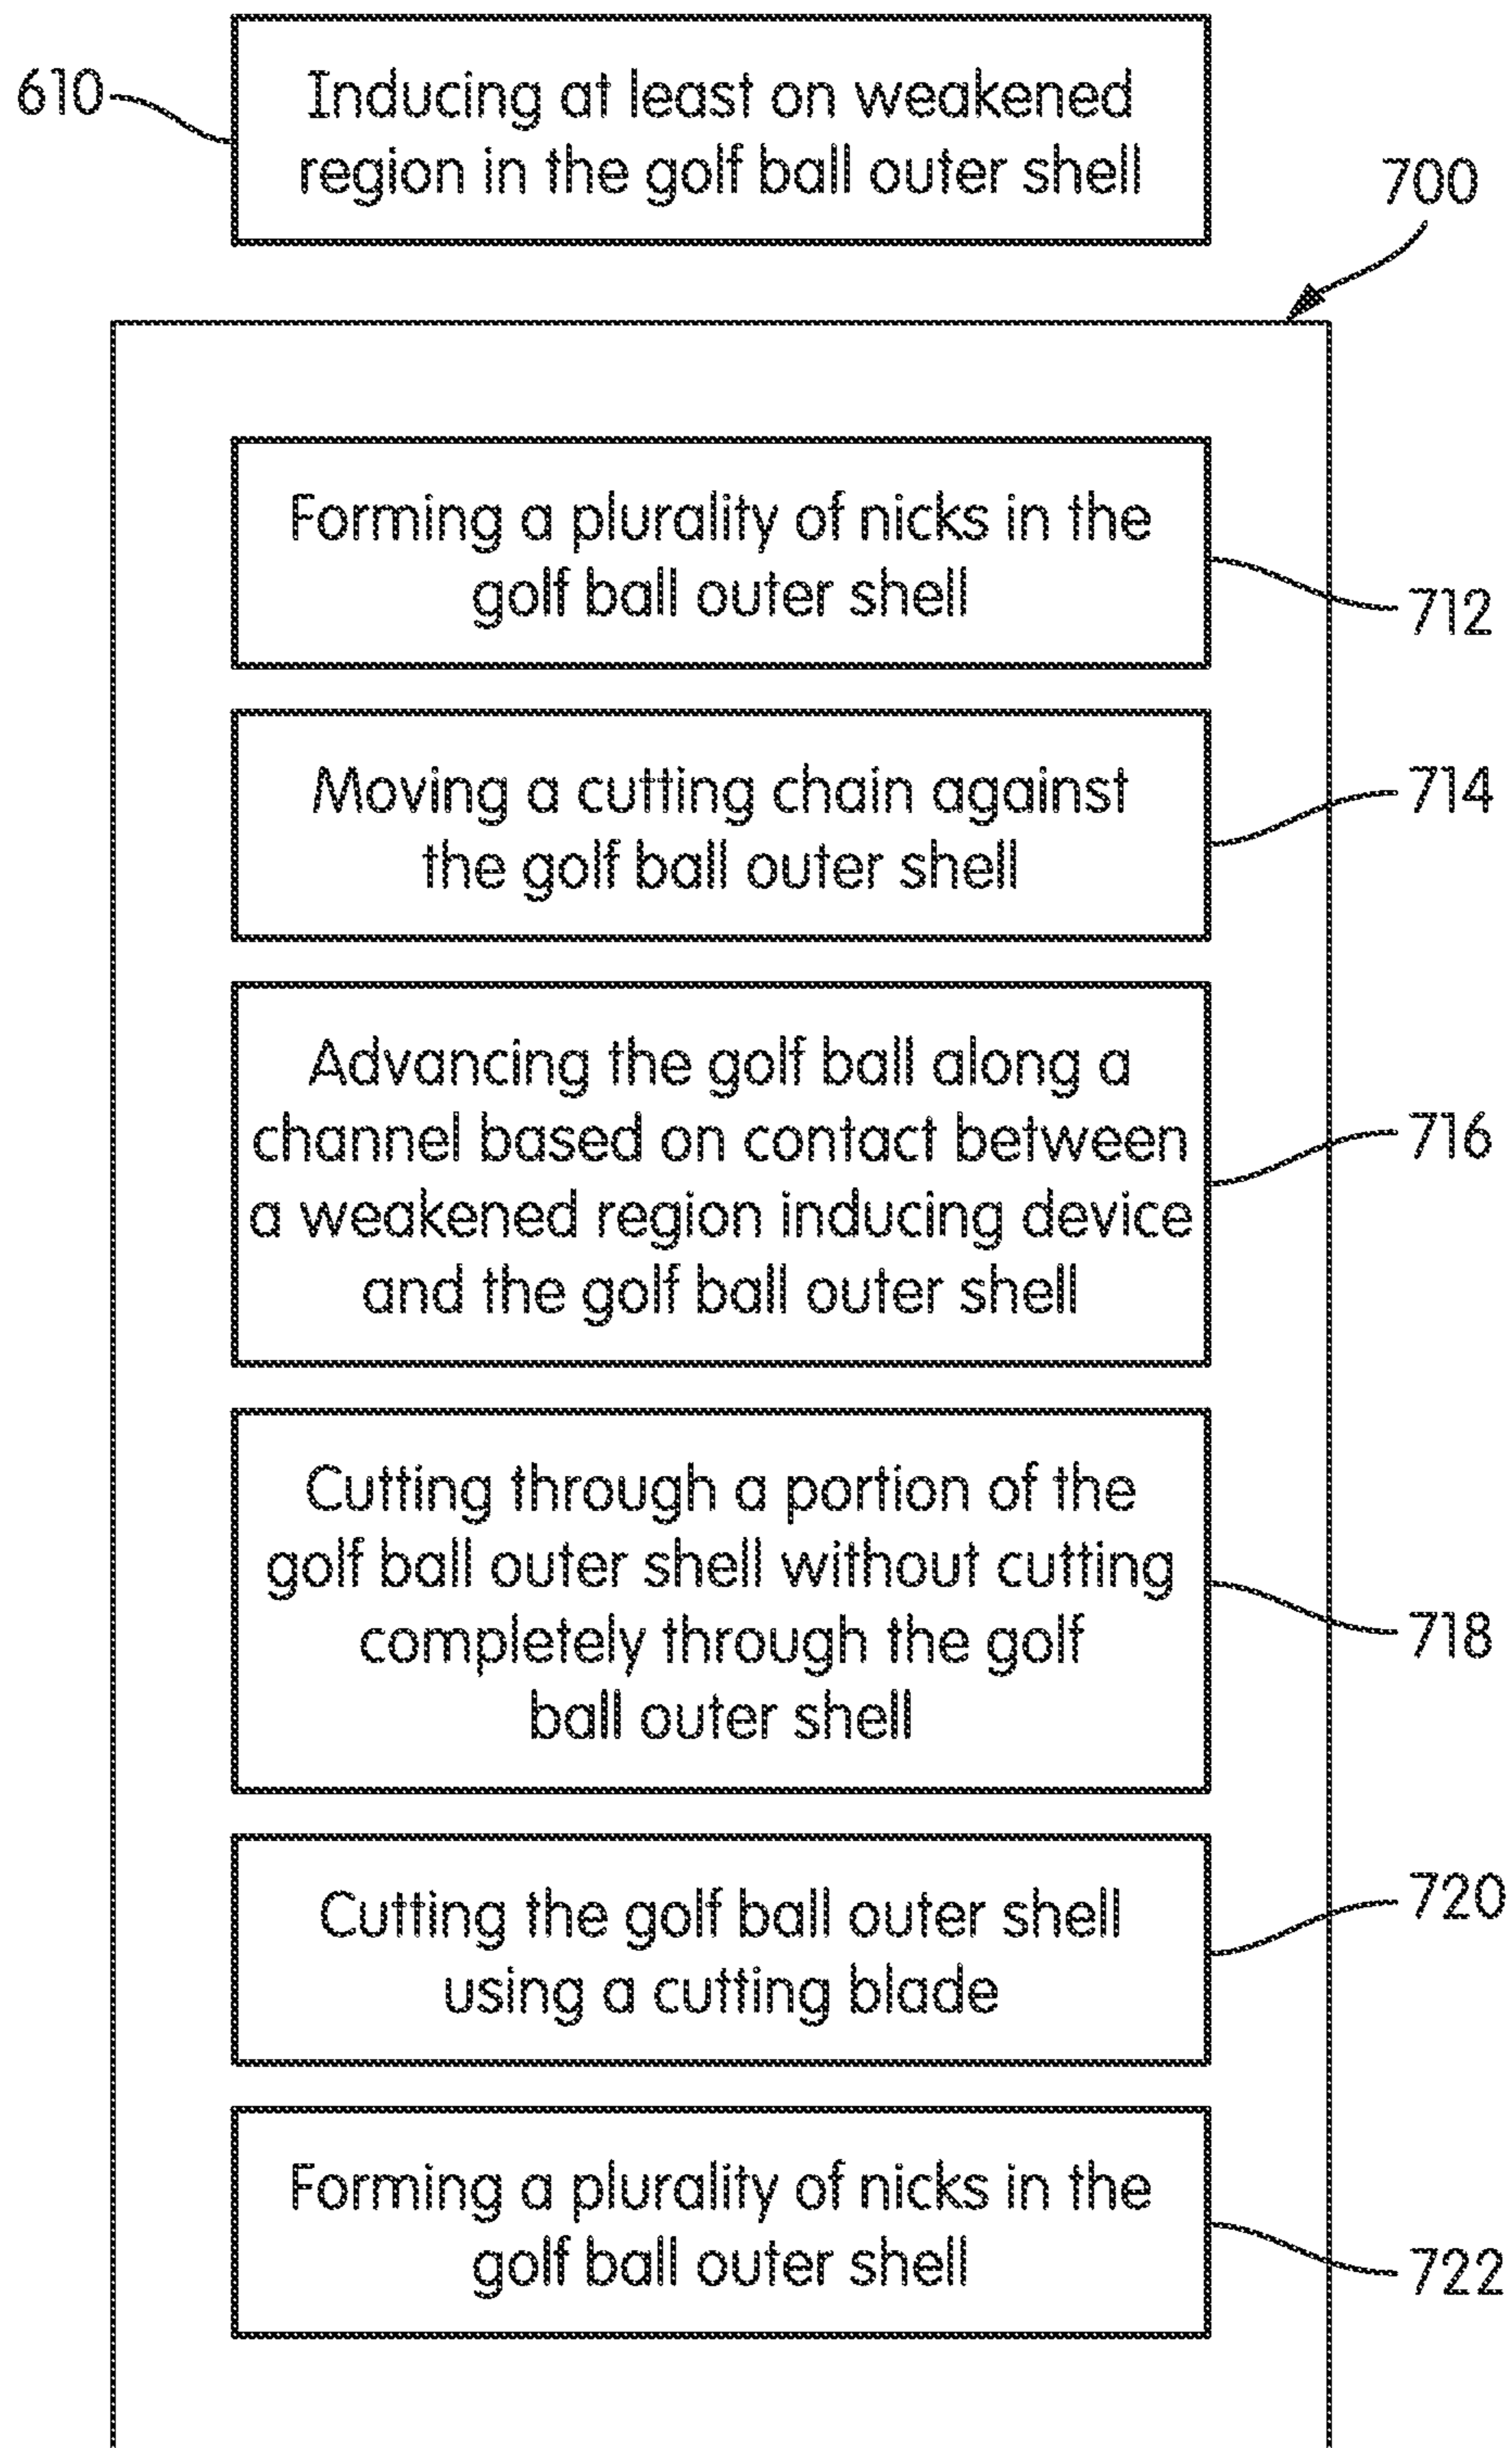 610
Inducing at least on weakened
region in the golf ball outer shell
700
Forming a plurality of nicks in the
golf ball outer shell
712
Moving a cutting chain against
the golf ball outer shell
714
Advancing the golf ball along a
channel based on contact between
a weakened region inducing device
and the golf ball outer shell
716
Cutting through a portion of the
golf ball outer shell without cutting
completely through the golf
ball outer shell
718
Cutting the golf ball outer shell
using a cutting blade
720
Forming a plurality of nicks in the
golf ball outer shell
722